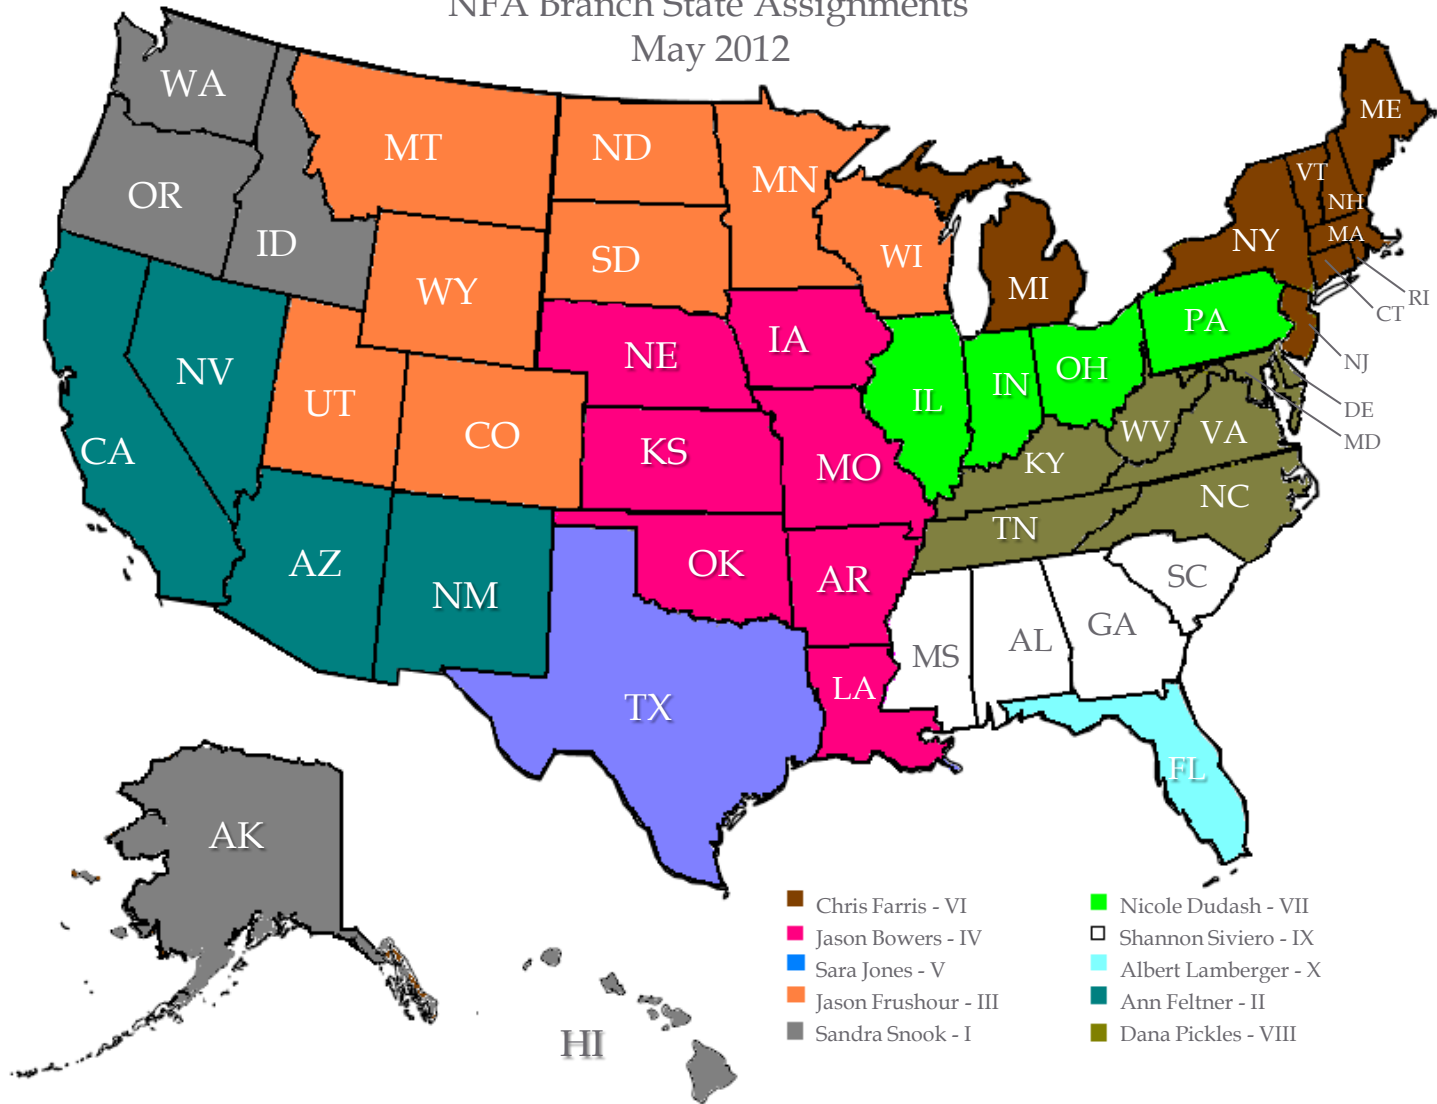 NFA Branch State Assignments
May 2012
WA
OR
ID
MT
ND
MN
SD
WY
WI
MI
ME
VT
NH
MA
NY
RI
CT
NJ
PA
DE
MD
NV
CA
UT
CO
NE
IA
KS
MO
IL
IN
OH
WV
VA
KY
NC
TN
AZ
NM
OK
AR
TX
LA
MS
AL
GA
SC
FL
AK
HI
Chris Farris - VI
Jason Bowers - IV
Sara Jones - V
Jason Frushour - III
Sandra Snook - I
Nicole Dudash - VII
Shannon Siviero - IX
Albert Lamberger - X
Ann Feltner - II
Dana Pickles - VIII